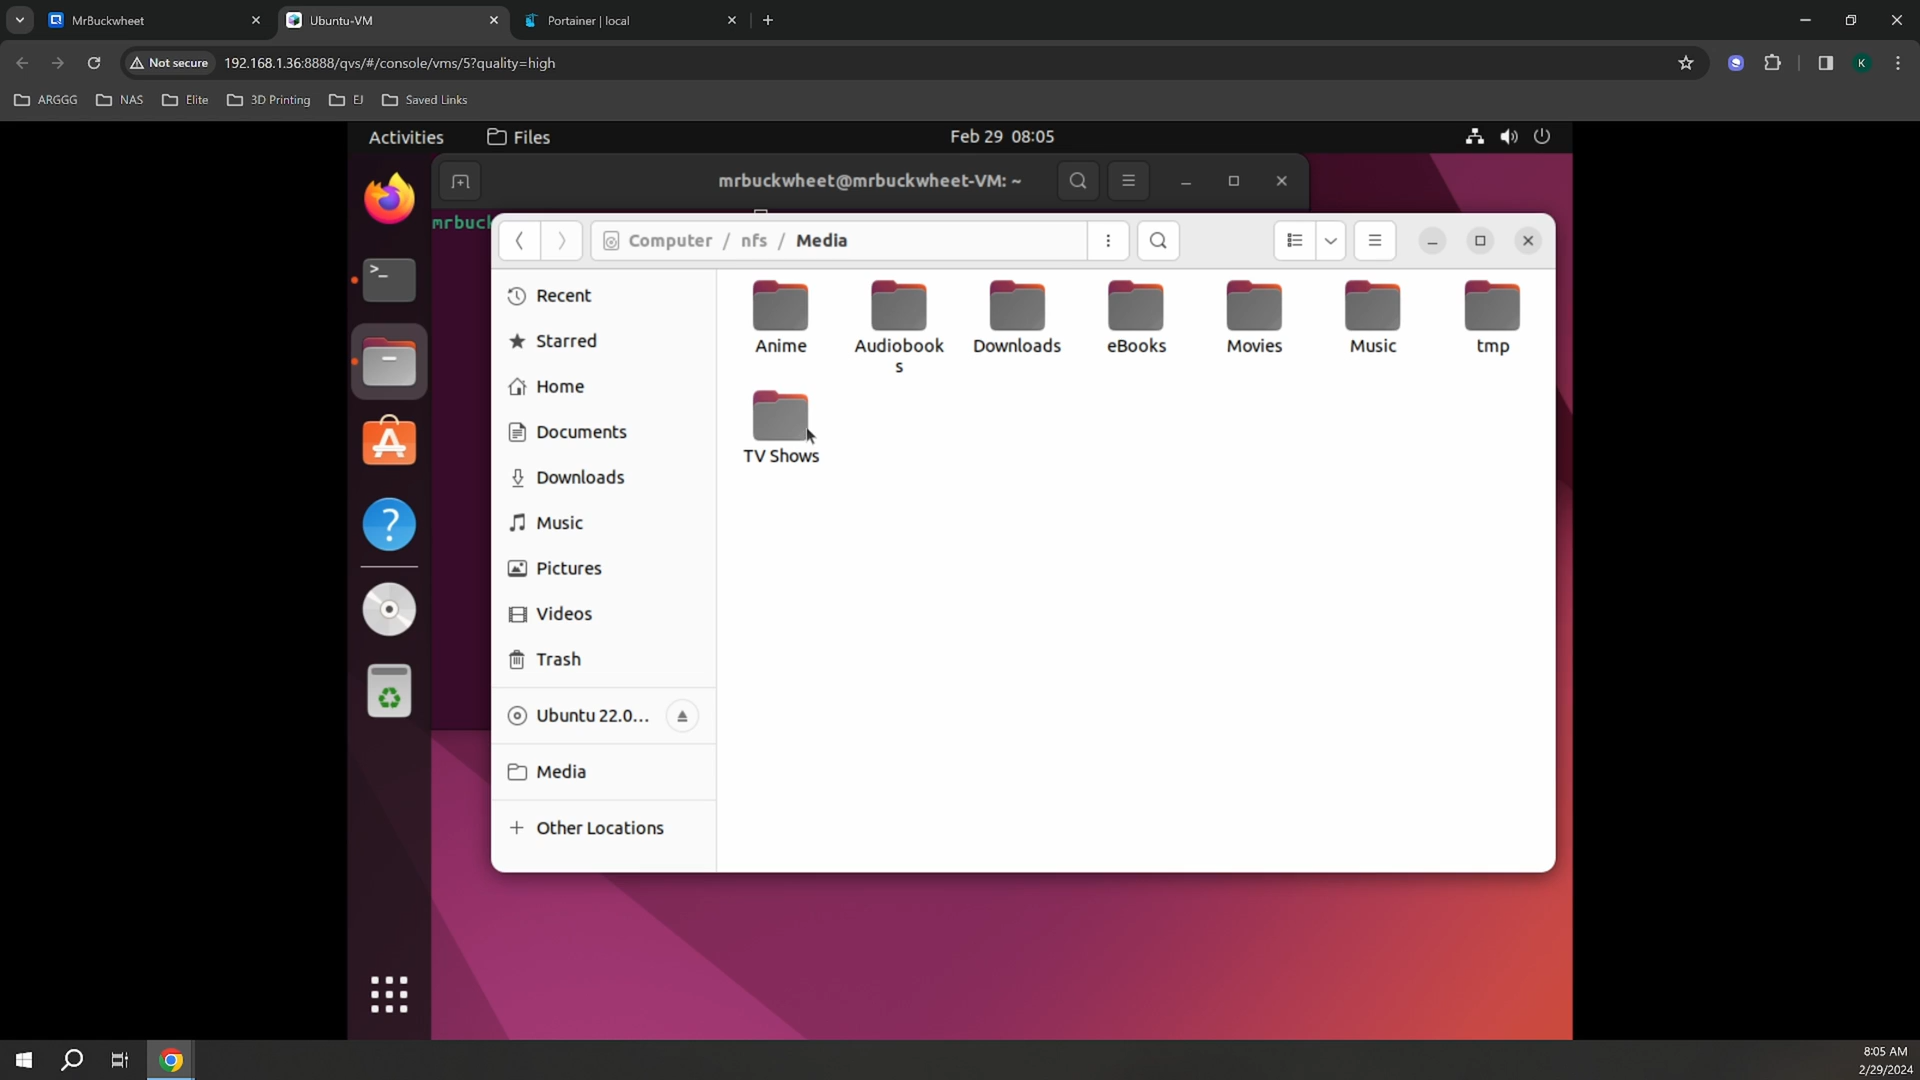 MrBuckwheet
Ubuntu-VM
Portainer | local
Not secure
192.168.1.36:8888/qvs/#/console/vms/5?quality=high
K
ARGGG
NAS
Elite
3D Printing
EJ
Saved Links
Activities
Files
Feb 29 08:05
mrbuckwheet@mrbuckwheet-VM: ~
mrbuck
Computer / nfs / Media
Recent
Starred
Home
Documents
Downloads
Music
Pictures
Videos
Trash
Ubuntu 22.0...
Media
Other Locations
Anime
Audiobook
s
Downloads
eBooks
Movies
Music
tmp
TV Shows
8:05 AM
2/29/2024